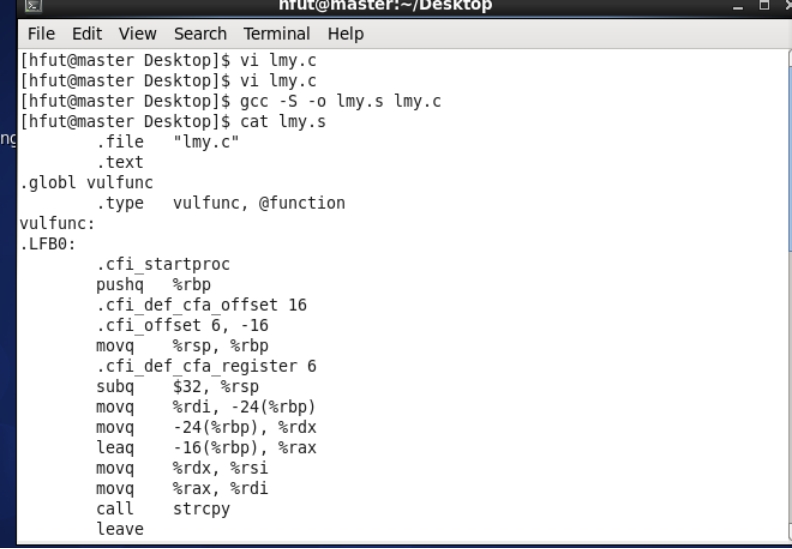 hfut@master:~/Desktop
File Edit View Search Terminal Help
[hfut@master Desktop]$ vi lmy.c
[hfut@master Desktop]$ vi lmy.c
[hfut@master Desktop]$ gcc -S -o lmy.s lmy.c
[hfut@master Desktop]$ cat lmy.s
        .file   "lmy.c"
        .text
.globl vulfunc
        .type   vulfunc, @function
vulfunc:
.LFB0:
        .cfi_startproc
        pushq   %rbp
        .cfi_def_cfa_offset 16
        .cfi_offset 6, -16
        movq    %rsp, %rbp
        .cfi_def_cfa_register 6
        subq    $32, %rsp
        movq    %rdi, -24(%rbp)
        movq    -24(%rbp), %rdx
        leaq    -16(%rbp), %rax
        movq    %rdx, %rsi
        movq    %rax, %rdi
        call    strcpy
        leave